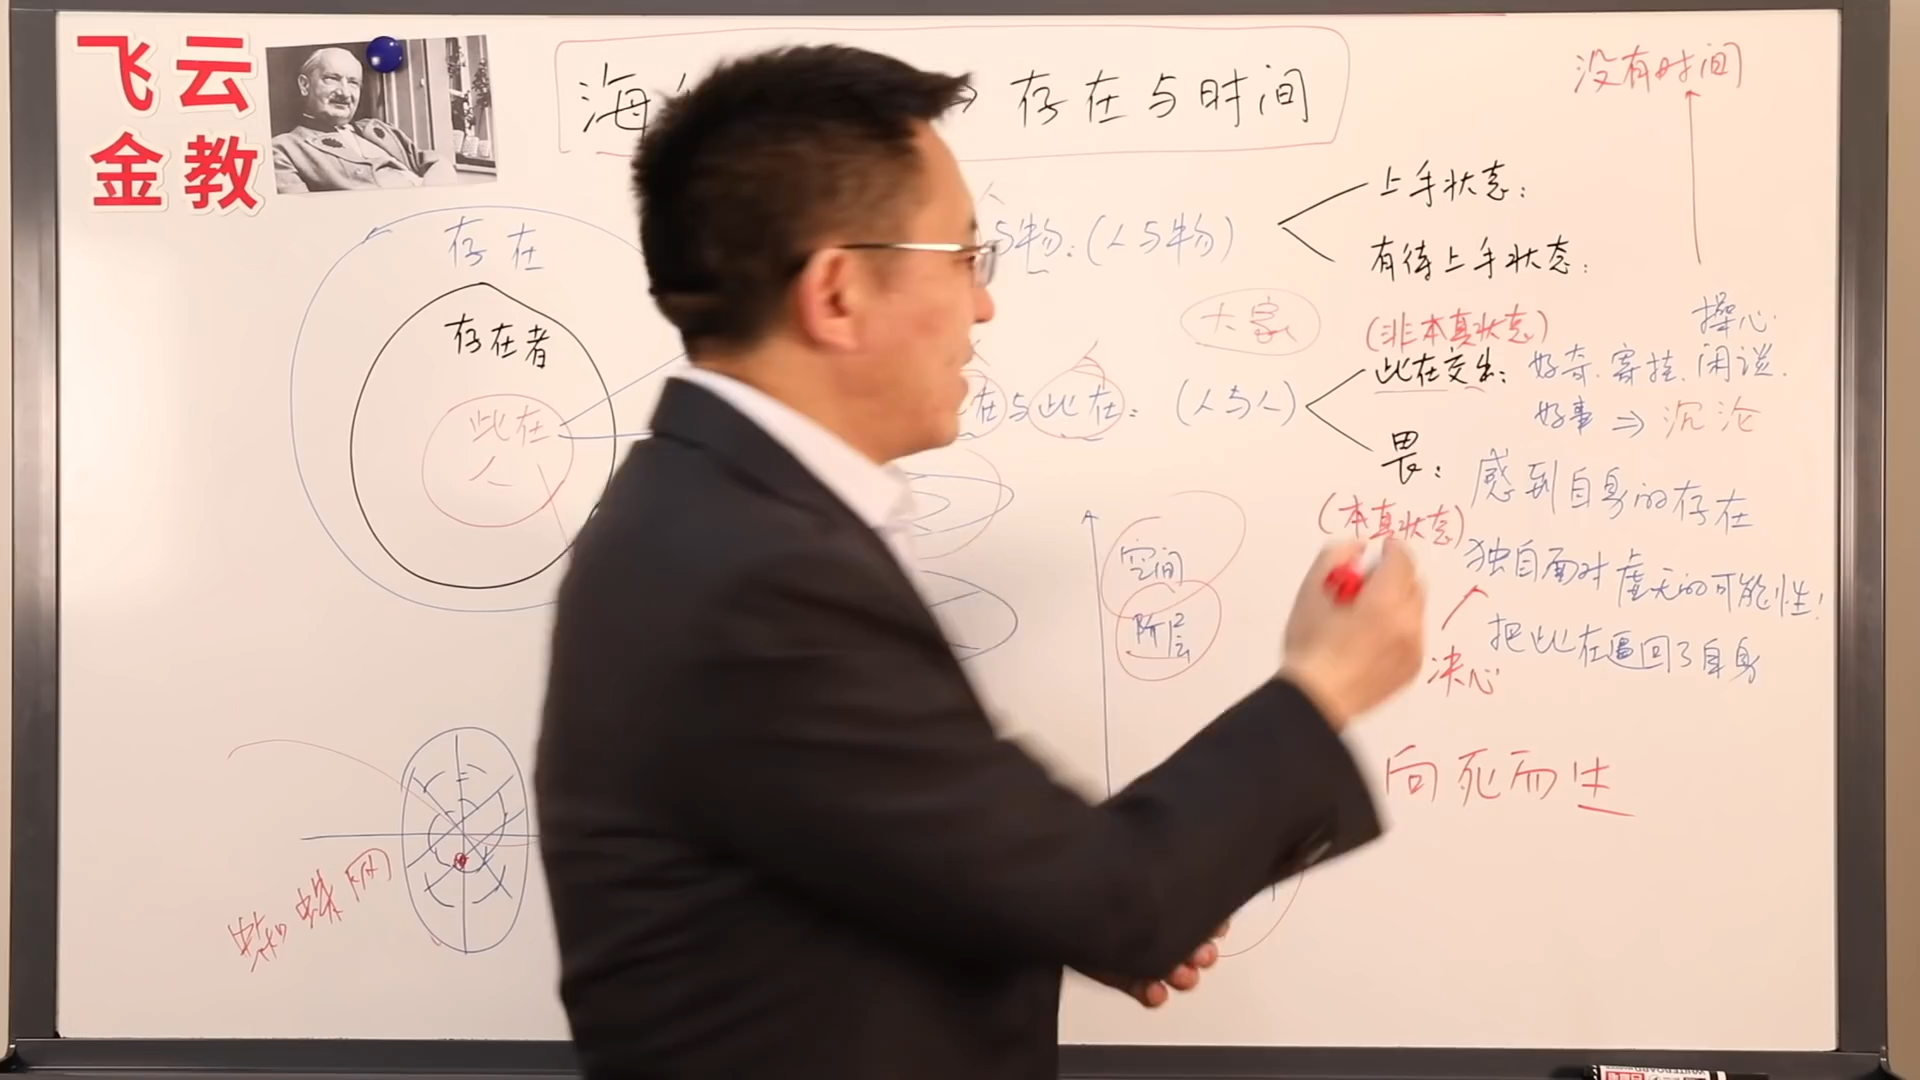 飞云
金教
海
→ 存在与时间
没有时间
存在
存在者
此在
人
与物：(人与物)
上手状态：
有待上手状态：
大家
操心
(非本真状态)
此在交出：好奇、寄挂、闲谈、
好事 ⇒ 沉沦
在与此在：(人与人)
畏：感到自身的存在
(本真状态)
独自面对虚无的可能性！
把此在逼回了自身
决心
空间
阶层
向死而生
蜘蛛网